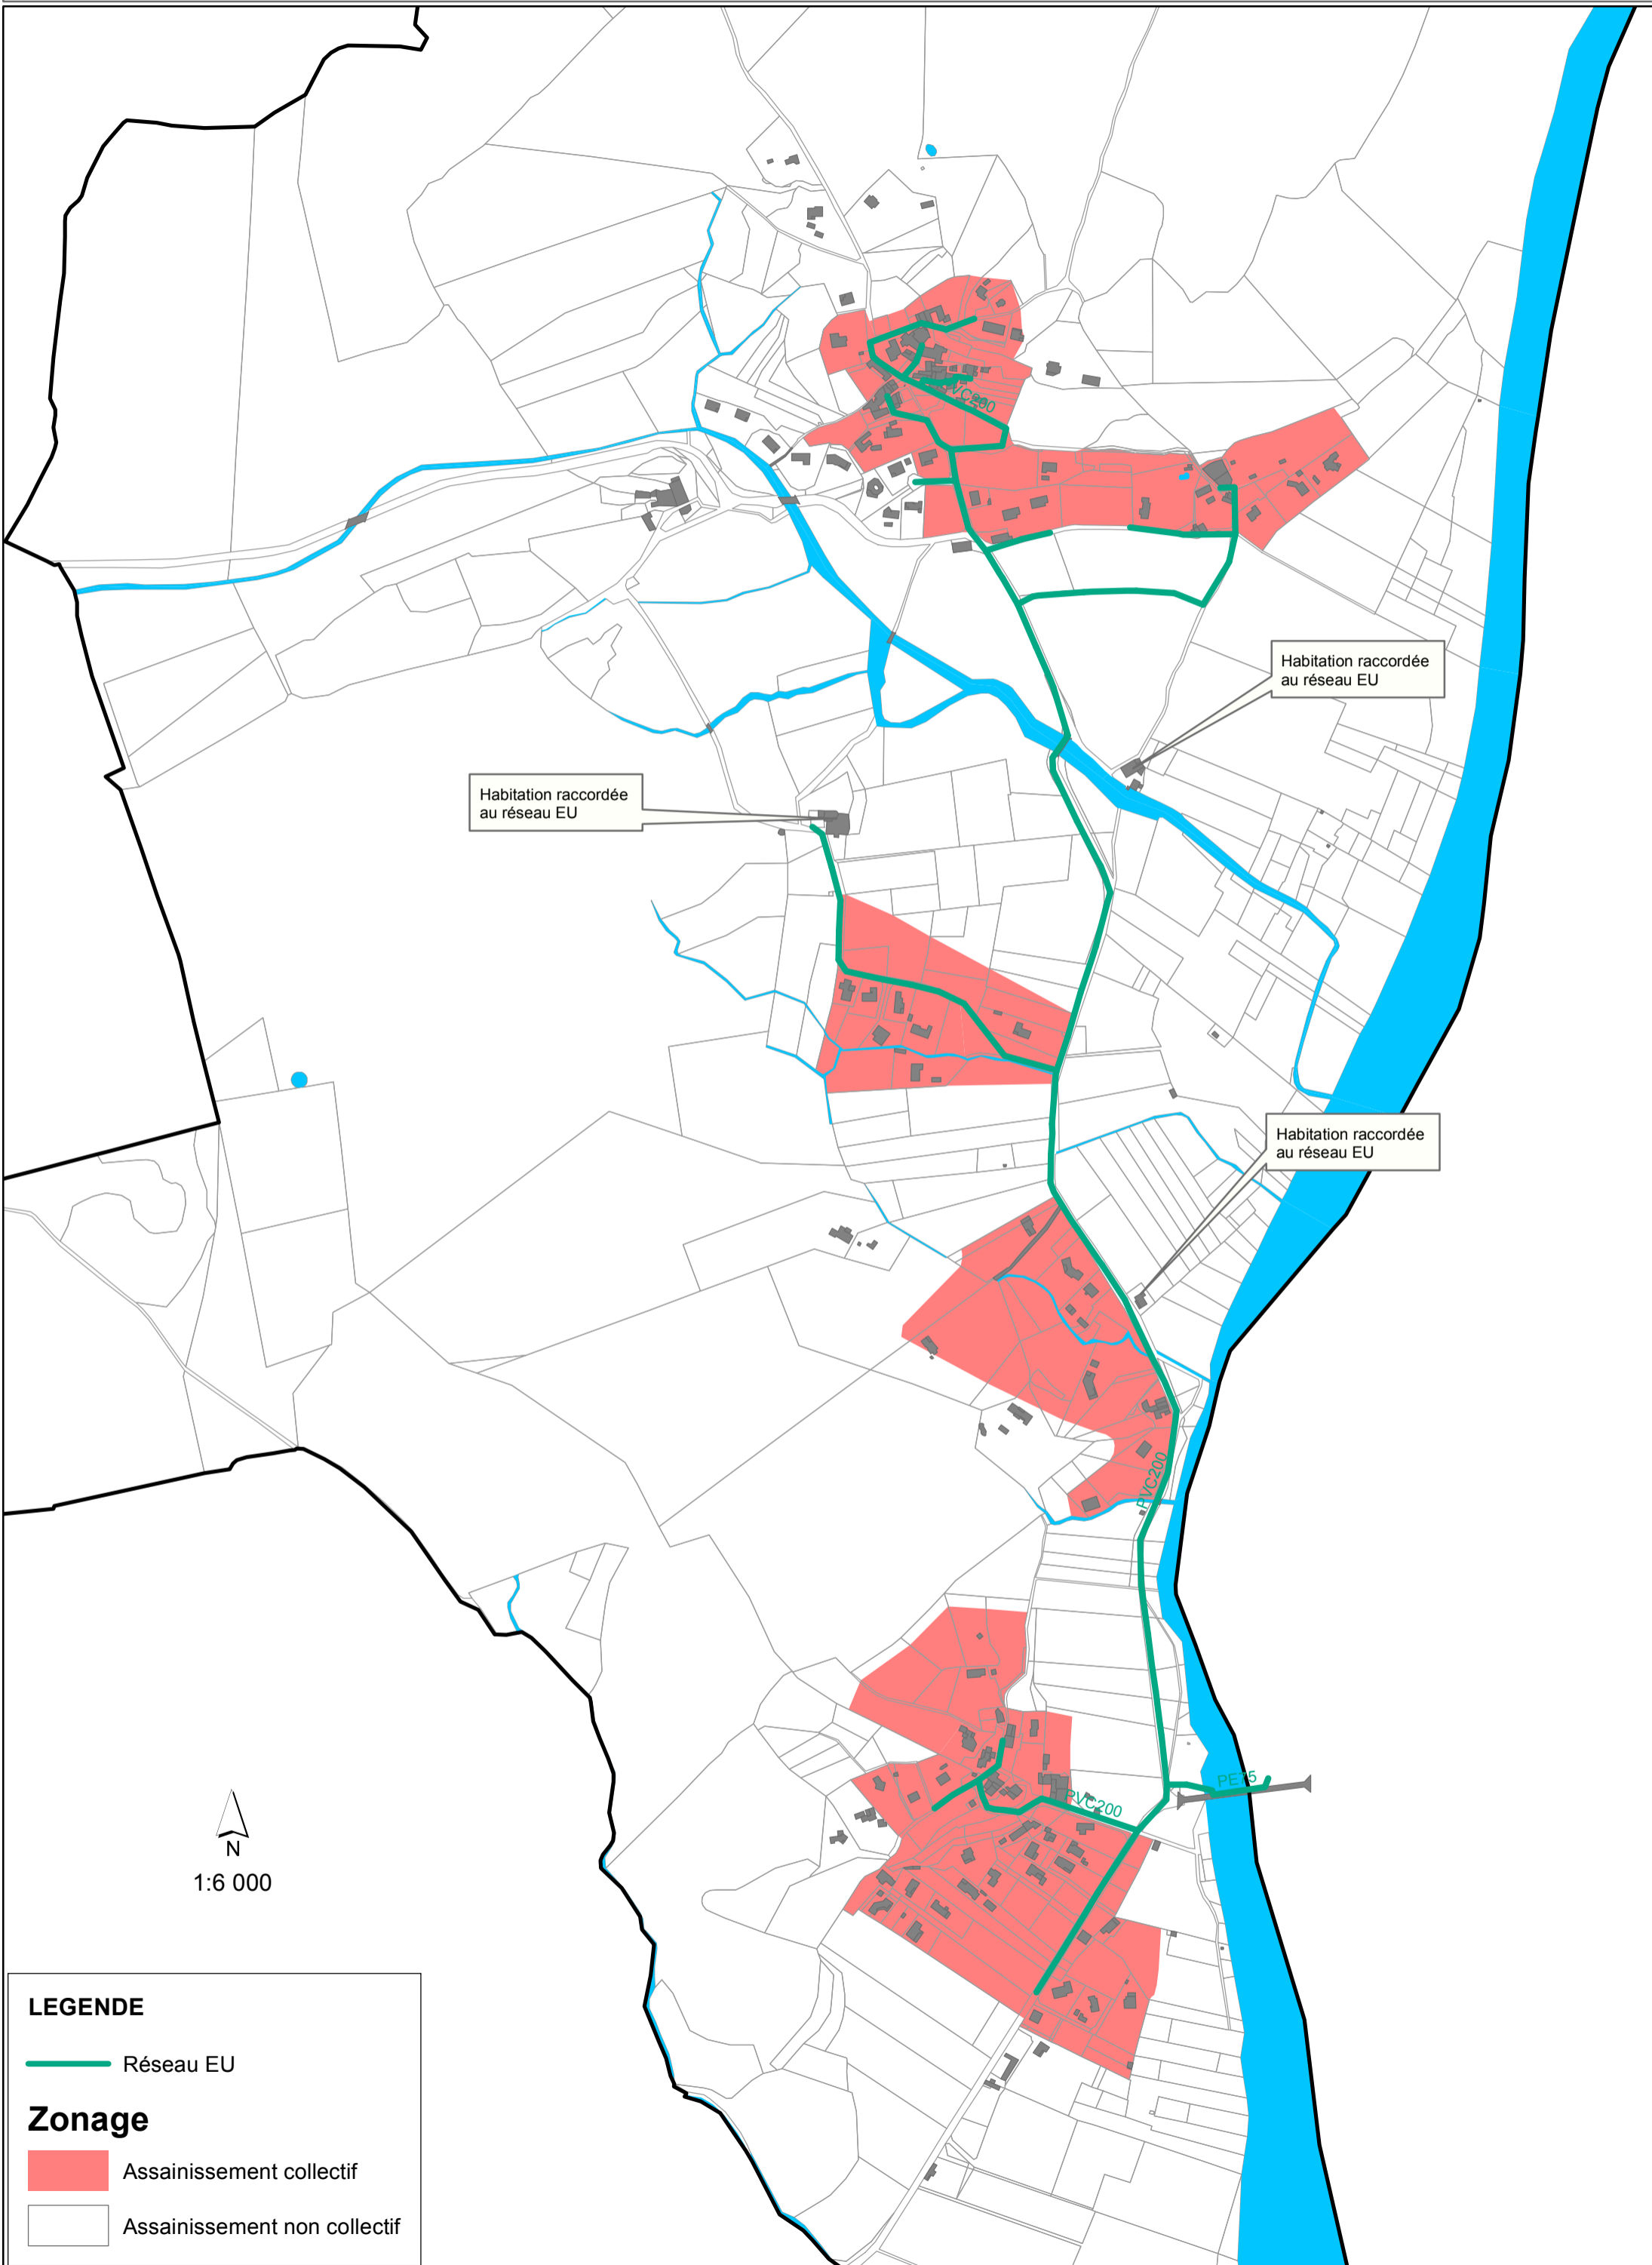 PVC200
Habitation raccordée
au réseau EU
Habitation raccordée
au réseau EU
Habitation raccordée
au réseau EU
PVC200
PE75
PVC200
N
1:6 000
LEGENDE
Réseau EU
Zonage
Assainissement collectif
Assainissement non collectif